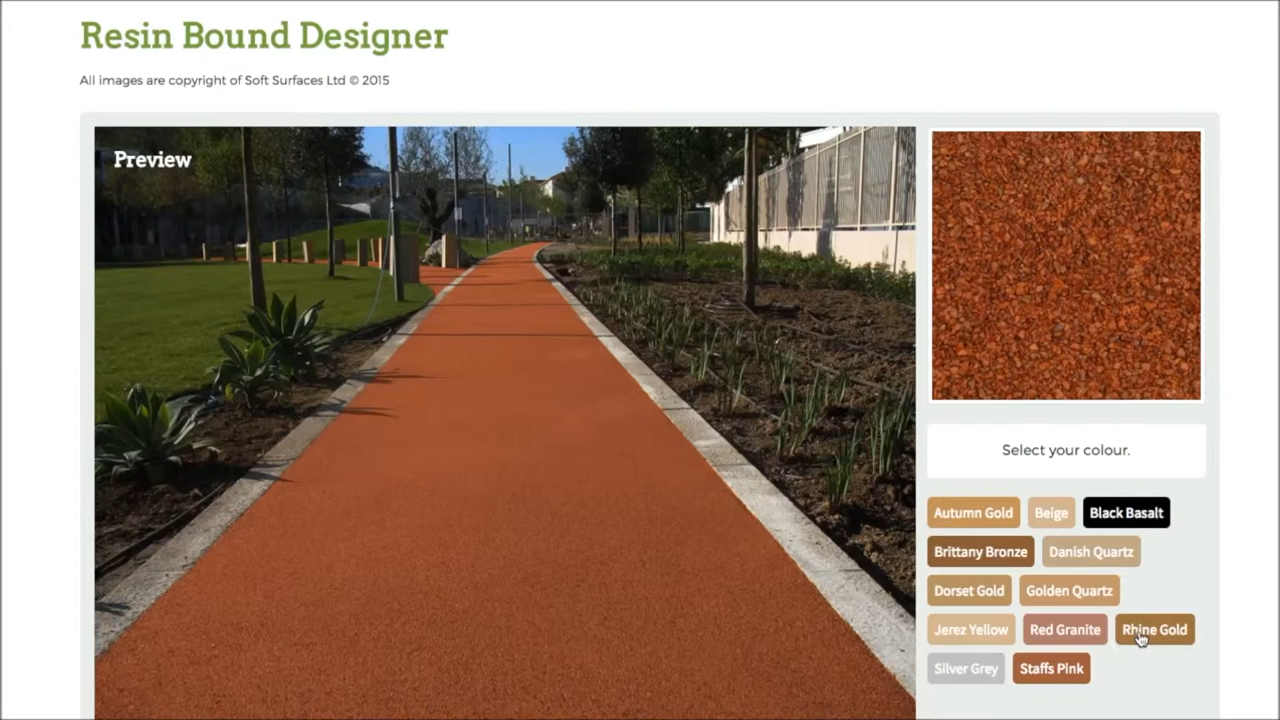 Resin Bound Designer
All images are copyright of Soft Surfaces Ltd © 2015
Preview
Select your colour.
Autumn Gold Beige Black Basalt
Brittany Bronze Danish Quartz
Dorset Gold Golden Quartz
Jerez Yellow Red Granite Rhine Gold
Silver Grey Staffs Pink